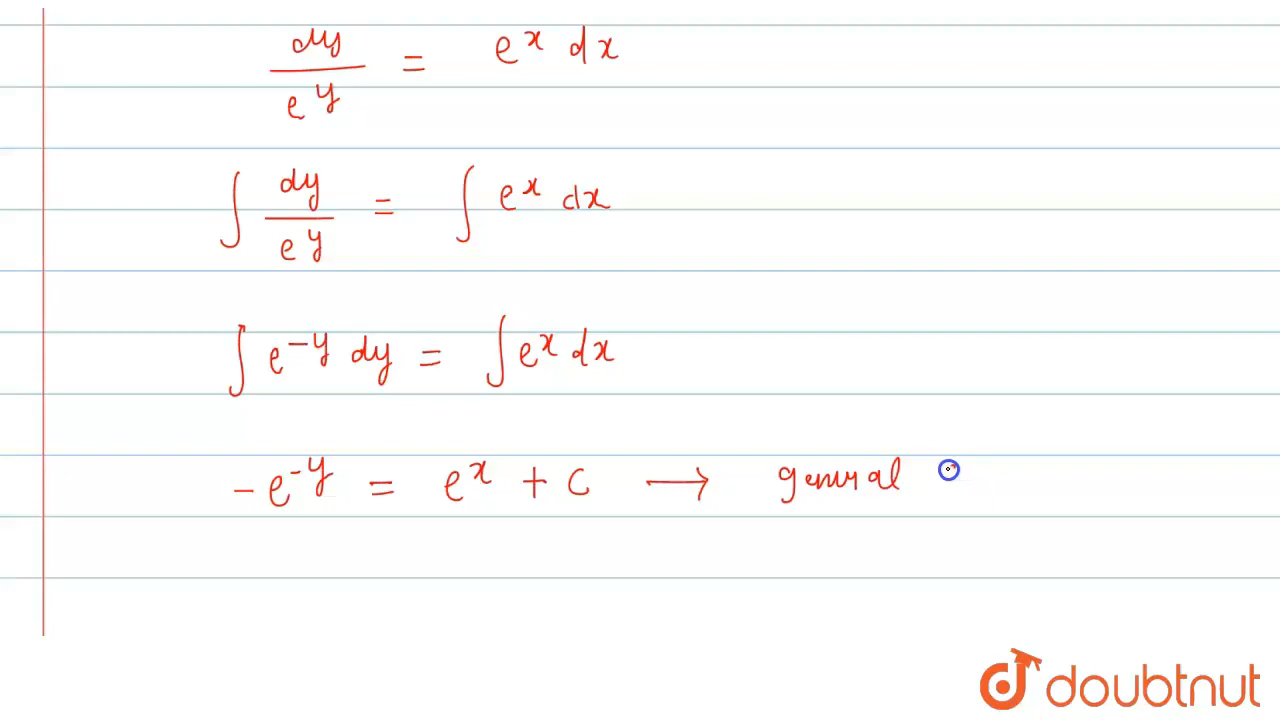 dy/e^y = e^x dx
∫ dy/e^y = ∫ e^x dx
∫ e^-y dy = ∫ e^x dx
-e^-y = e^x + c → general
doubtnut